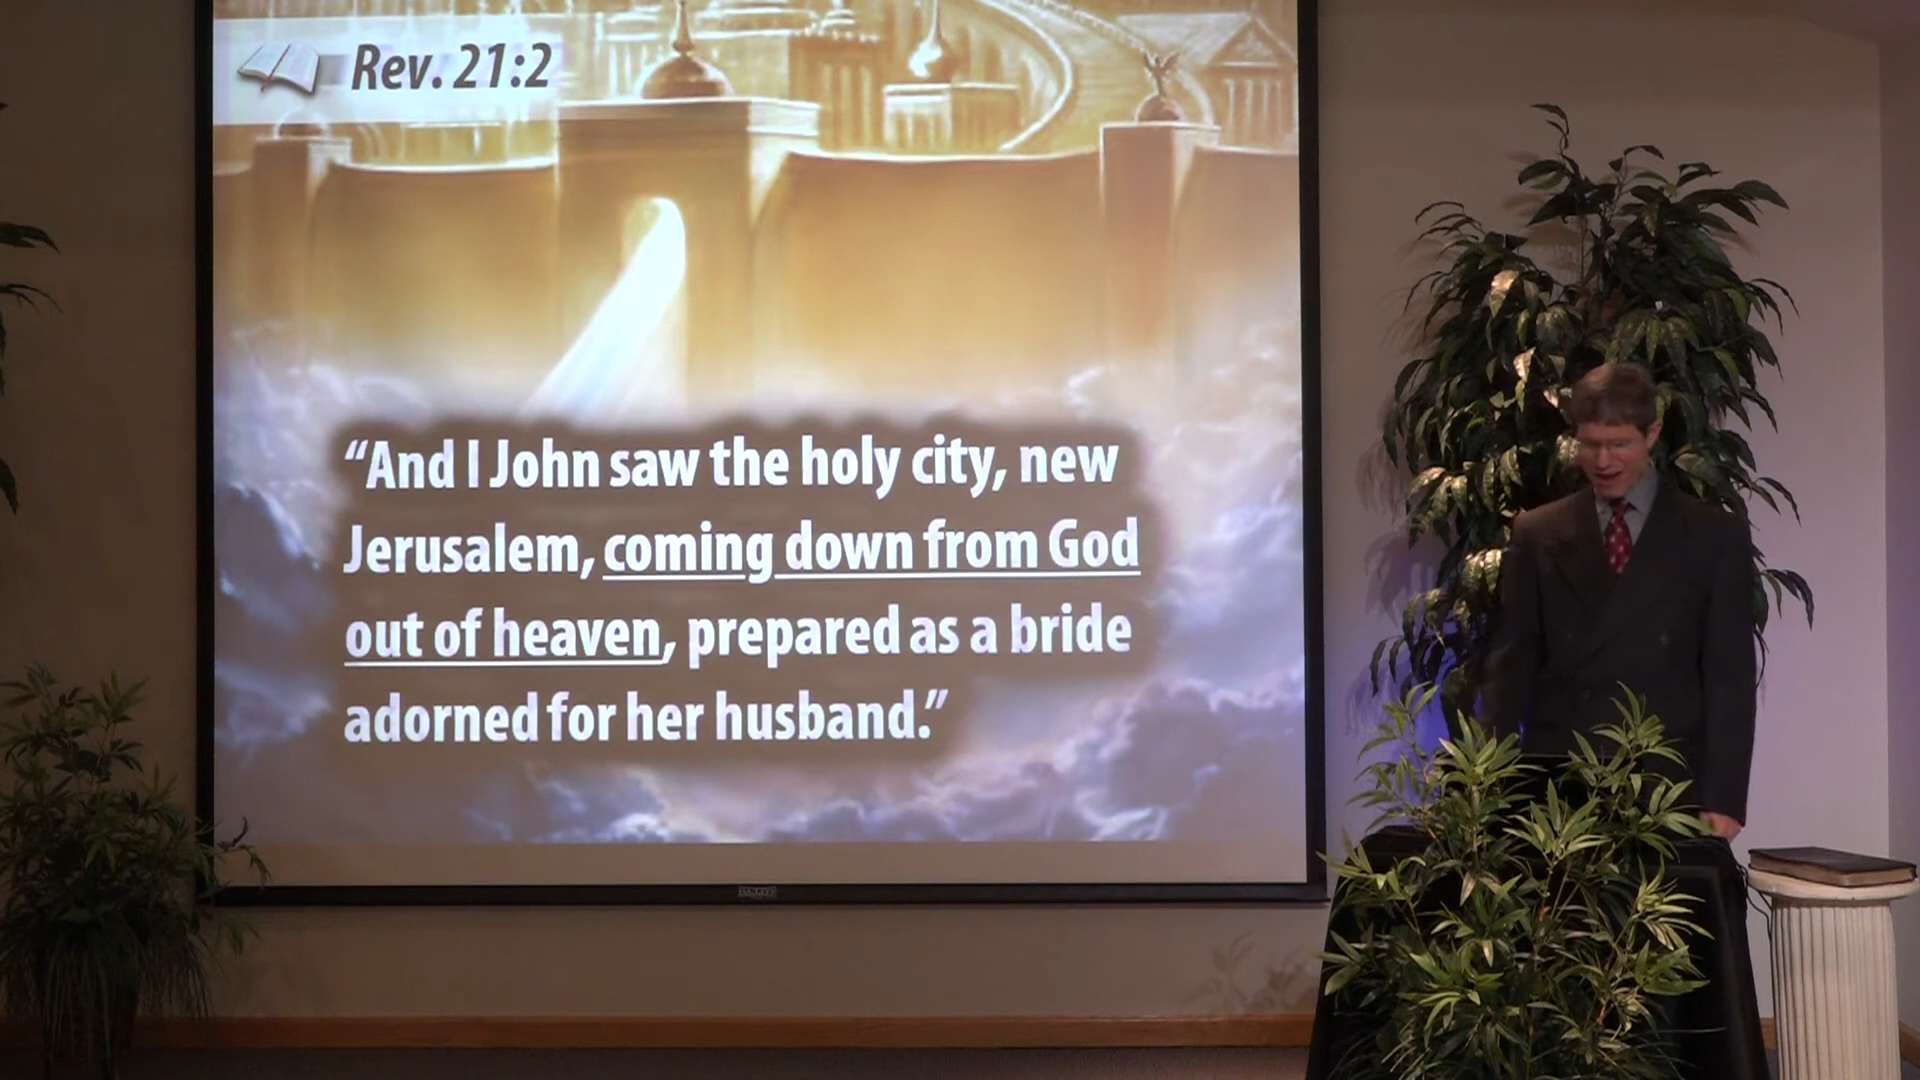 Rev. 21:2
“And I John saw the holy city, new
Jerusalem, coming down from God
out of heaven, prepared as a bride
adorned for her husband.”